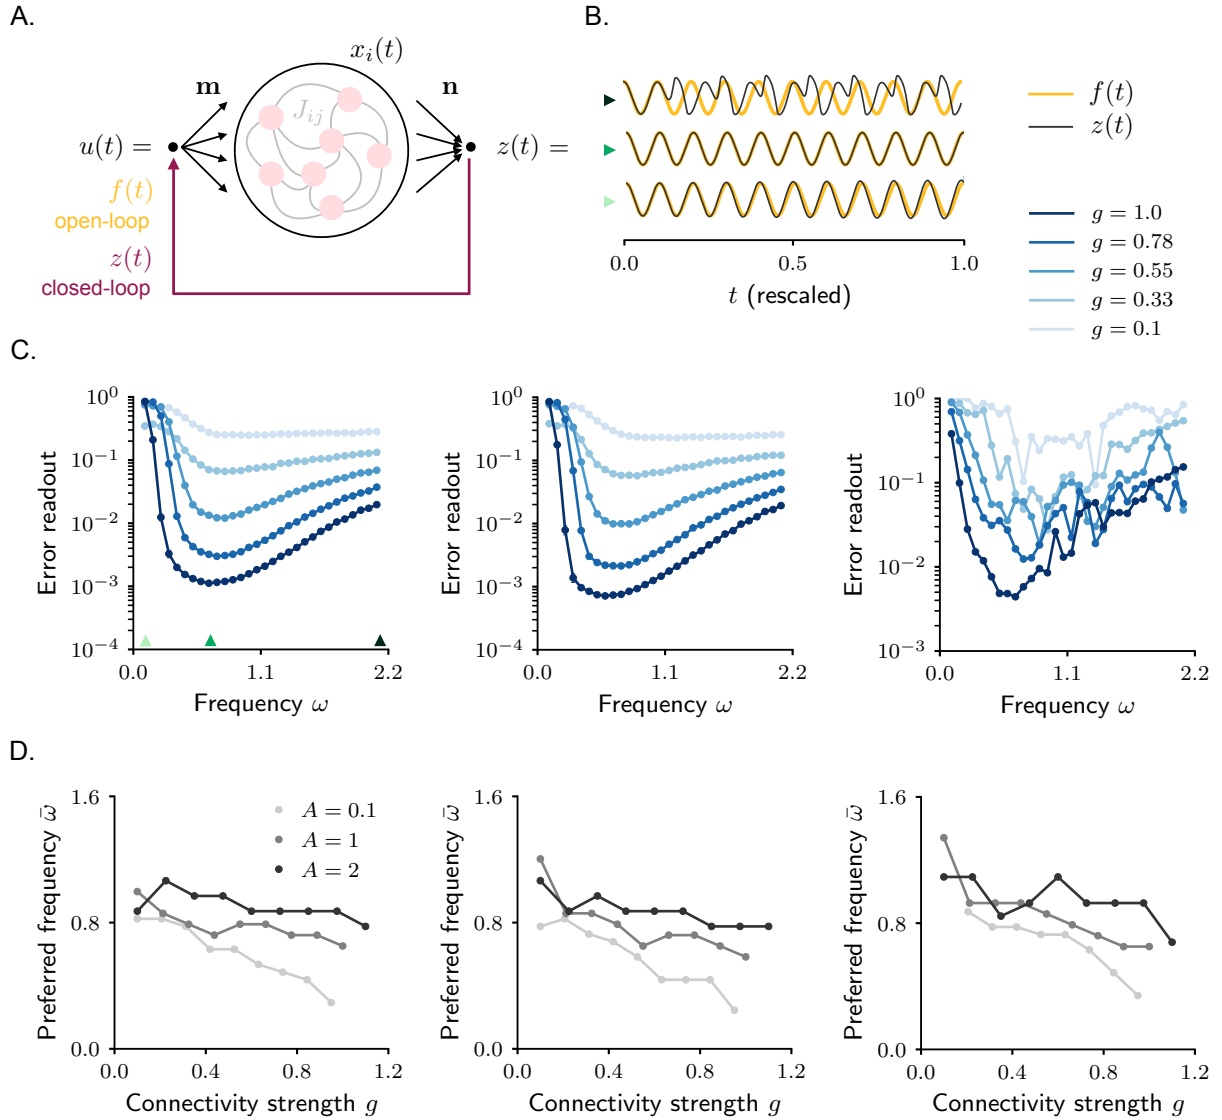 A.
x_i(t)
m
n
J_ij
u(t) =
z(t) =
f(t)
open-loop
z(t)
closed-loop
B.
f(t)
z(t)
0.0
0.5
1.0
t (rescaled)
g = 1.0
g = 0.78
g = 0.55
g = 0.33
g = 0.1
C.
Error readout
10^0
10^−1
10^−2
10^−3
10^−4
0.0
1.1
2.2
Frequency ω
Error readout
10^0
10^−1
10^−2
10^−3
10^−4
0.0
1.1
2.2
Frequency ω
Error readout
10^0
10^−1
10^−2
10^−3
0.0
1.1
2.2
Frequency ω
D.
Preferred frequency ω̄
1.6
0.8
0.0
A = 0.1
A = 1
A = 2
0.0
0.4
0.8
1.2
Connectivity strength g
Preferred frequency ω̄
1.6
0.8
0.0
0.0
0.4
0.8
1.2
Connectivity strength g
Preferred frequency ω̄
1.6
0.8
0.0
0.0
0.4
0.8
1.2
Connectivity strength g